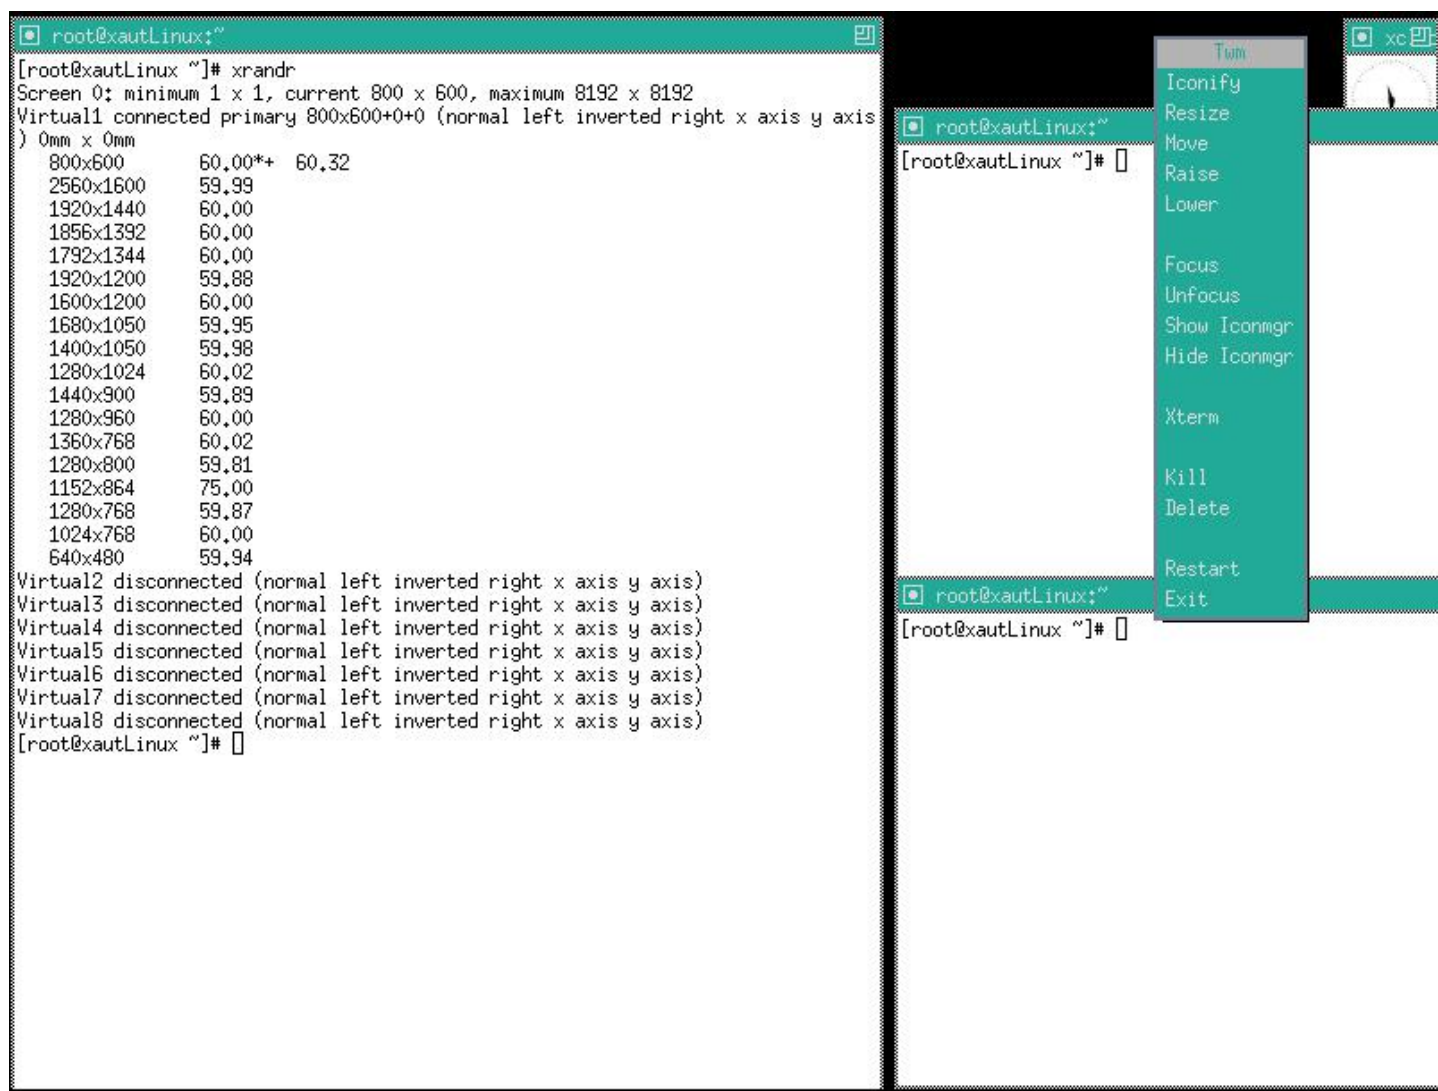 root@xautLinux:~
[root@xautLinux ~]# xrandr
Screen 0: minimum 1 x 1, current 800 x 600, maximum 8192 x 8192
Virtual1 connected primary 800x600+0+0 (normal left inverted right x axis y axis
) 0mm x 0mm
800x600 60.00*+ 60.32
2560x1600 59.99
1920x1440 60.00
1856x1392 60.00
1792x1344 60.00
1920x1200 59.88
1600x1200 60.00
1680x1050 59.95
1400x1050 59.98
1280x1024 60.02
1440x900 59.89
1280x960 60.00
1360x768 60.02
1280x800 59.81
1152x864 75.00
1280x768 59.87
1024x768 60.00
640x480 59.94
Virtual2 disconnected (normal left inverted right x axis y axis)
Virtual3 disconnected (normal left inverted right x axis y axis)
Virtual4 disconnected (normal left inverted right x axis y axis)
Virtual5 disconnected (normal left inverted right x axis y axis)
Virtual6 disconnected (normal left inverted right x axis y axis)
Virtual7 disconnected (normal left inverted right x axis y axis)
Virtual8 disconnected (normal left inverted right x axis y axis)
[root@xautLinux ~]#
root@xautLinux:~
[root@xautLinux ~]#
root@xautLinux:~
[root@xautLinux ~]#
Twm
Iconify
Resize
Move
Raise
Lower
Focus
Unfocus
Show Iconmgr
Hide Iconmgr
Xterm
Kill
Delete
Restart
Exit
xc